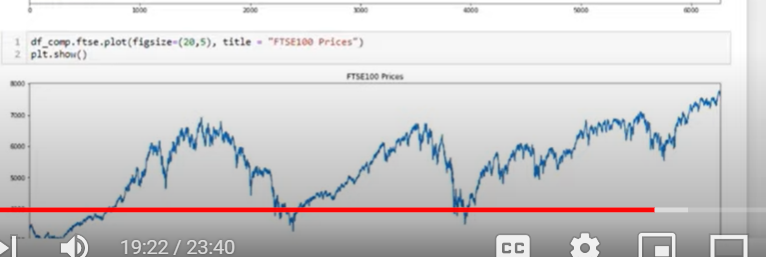 0 1000 2000 3000 4000 5000 6000
1 df_comp.ftse.plot(figsize=(20,5), title = "FTSE100 Prices")
2 plt.show()
FTSE100 Prices
8000
7000
6000
5000
19:22 / 23:40
CC